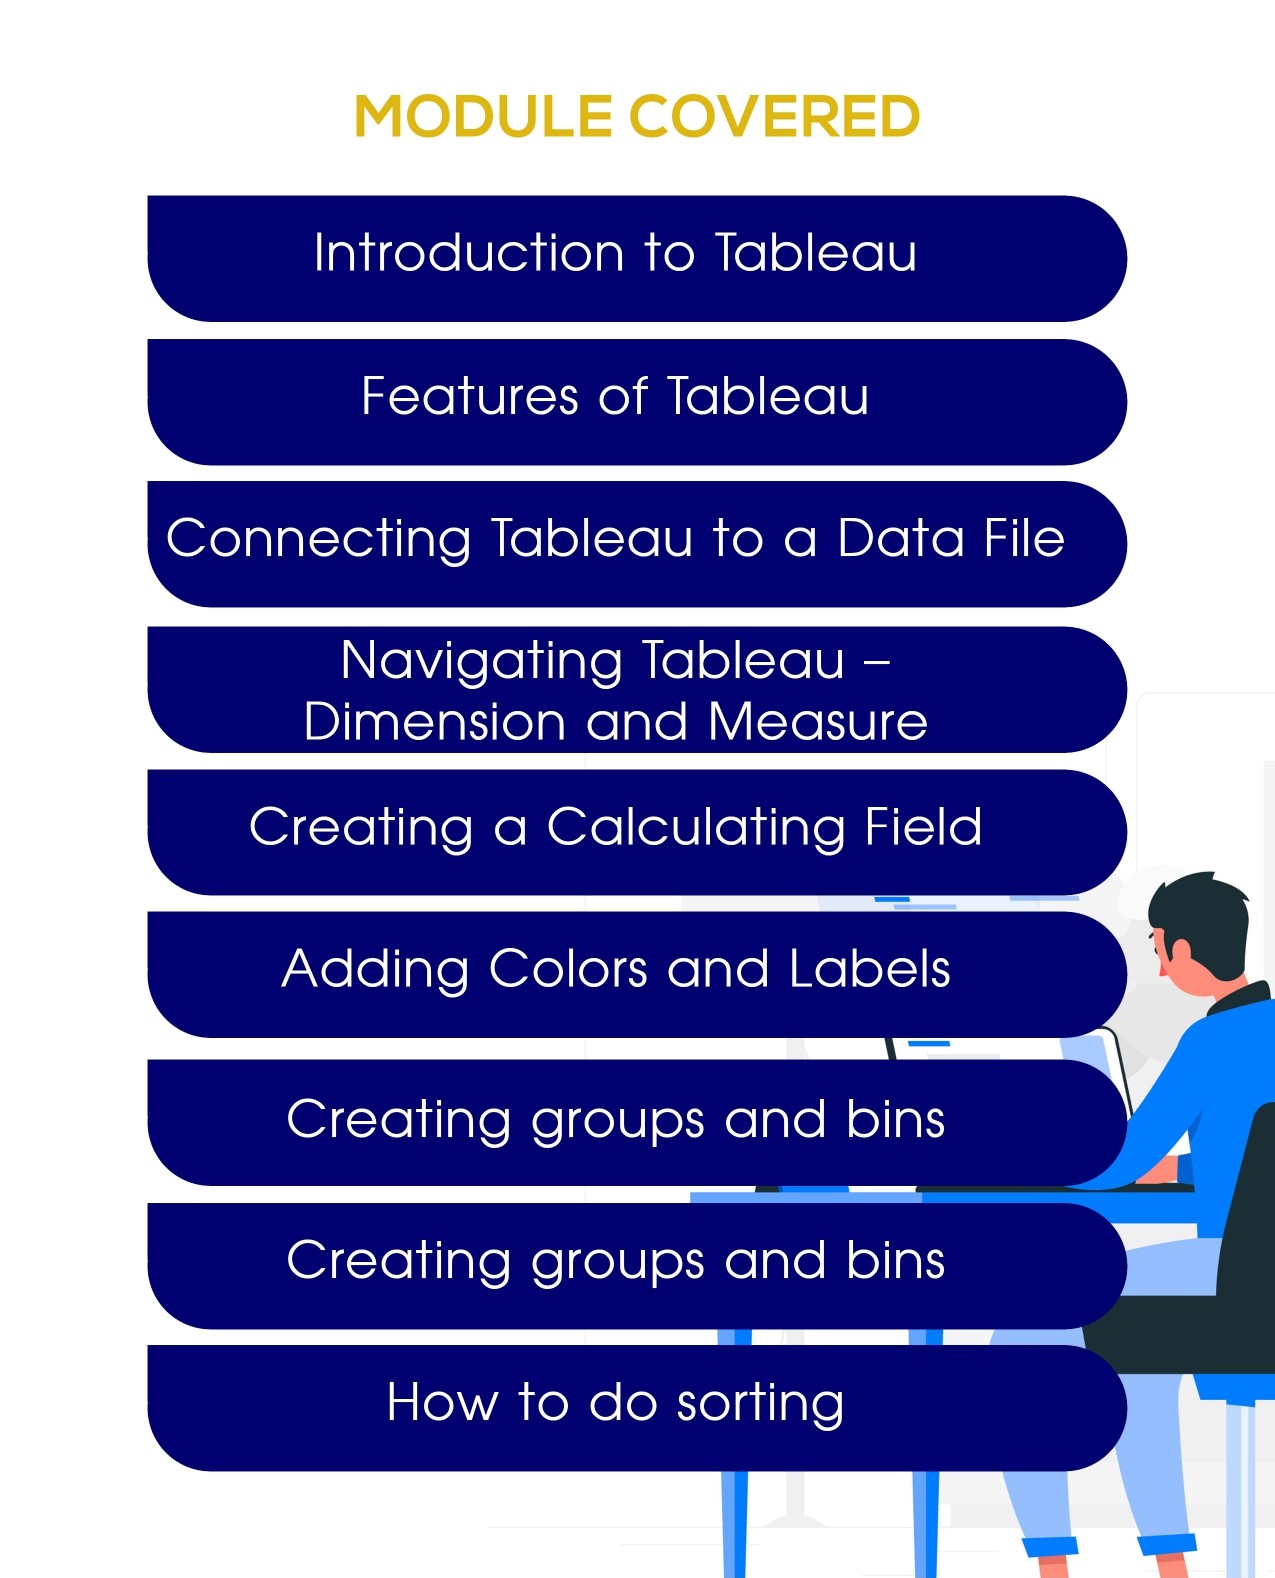 MODULE COVERED
Introduction to Tableau
Features of Tableau
Connecting Tableau to a Data File
Navigating Tableau –
Dimension and Measure
Creating a Calculating Field
Adding Colors and Labels
Creating groups and bins
Creating groups and bins
How to do sorting